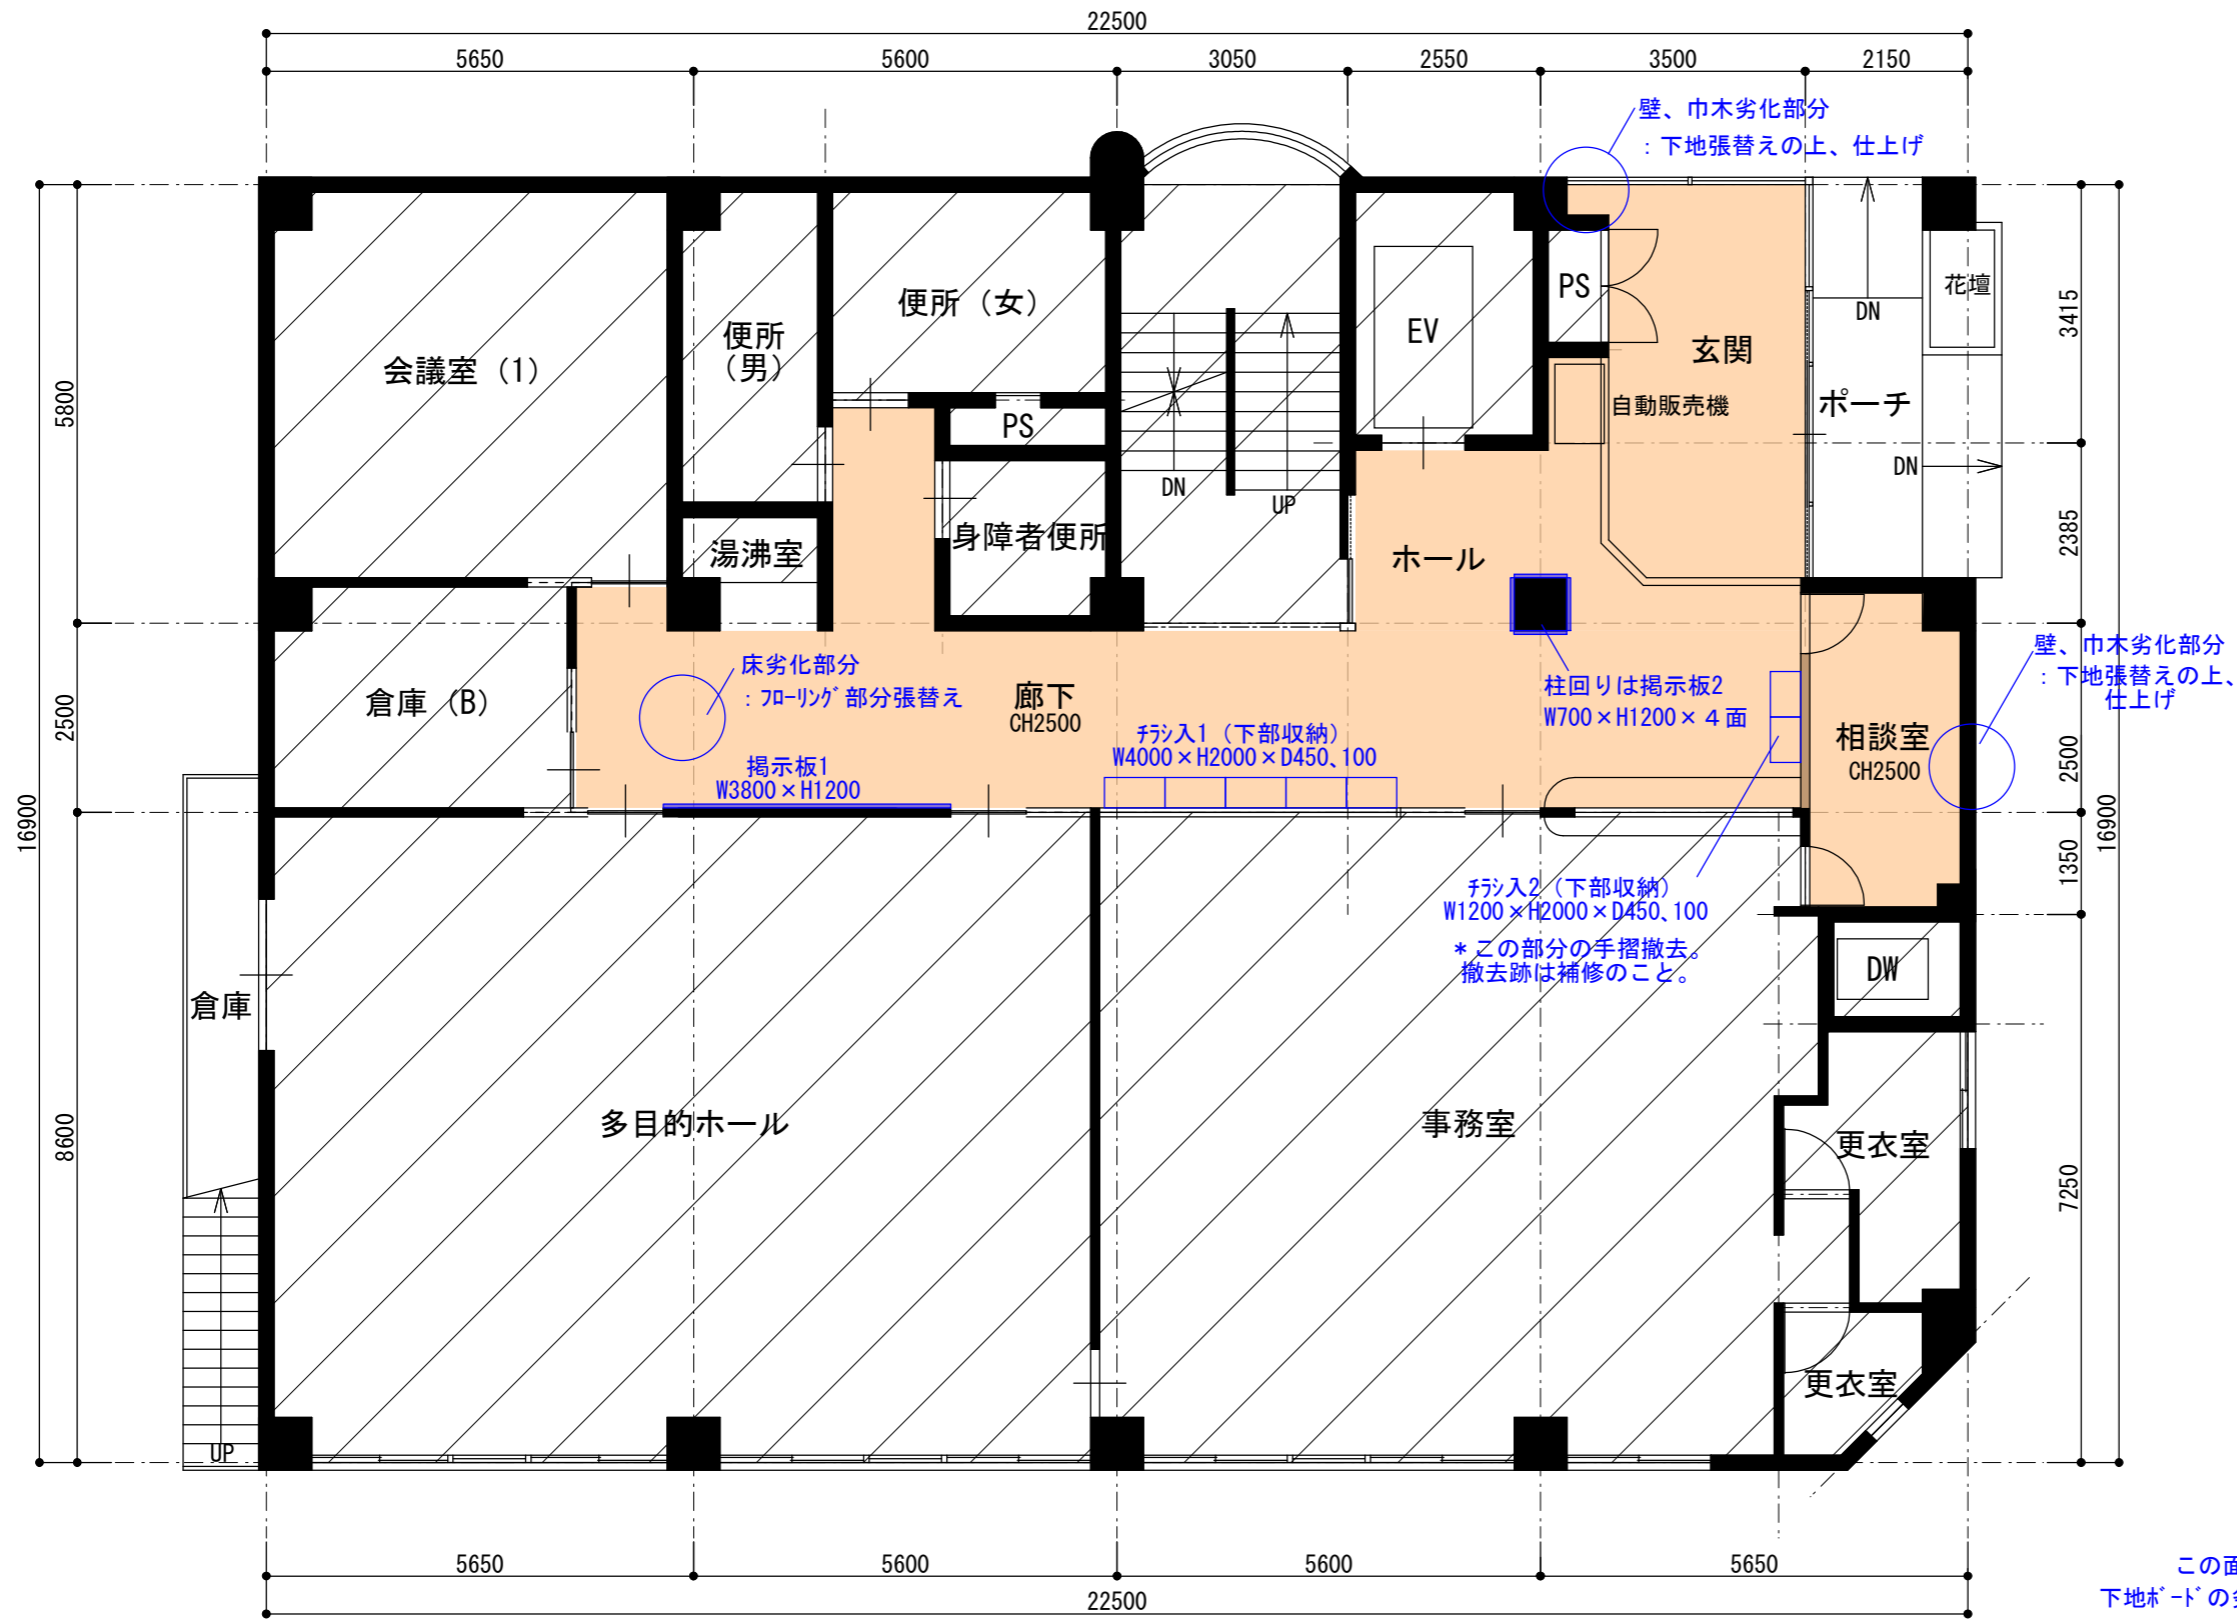 22500
5650
5600
3050
2550
3500
2150
壁、巾木劣化部分
：下地張替えの上、仕上げ
5800
2500
8600
16900
3415
2385
2500
1350
7250
16900
会議室（1）
便所
（男）
便所（女）
PS
湯沸室
身障者便所
DN
UP
EV
PS
玄関
自動販売機
ポーチ
DN
DN
花壇
ホール
倉庫（B）
床劣化部分
：フローリング部分張替え
廊下
CH2500
掲示板1
W3800×H1200
チラシ入1（下部収納）
W4000×H2000×D450、100
柱回りは掲示板2
W700×H1200×４面
相談室
CH2500
壁、巾木劣化部分
：下地張替えの上、
仕上げ
チラシ入2（下部収納）
W1200×H2000×D450、100
＊この部分の手摺撤去。
撤去跡は補修のこと。
DW
倉庫
多目的ホール
事務室
更衣室
更衣室
UP
5650
5600
5600
5650
22500
この面
下地ボードの